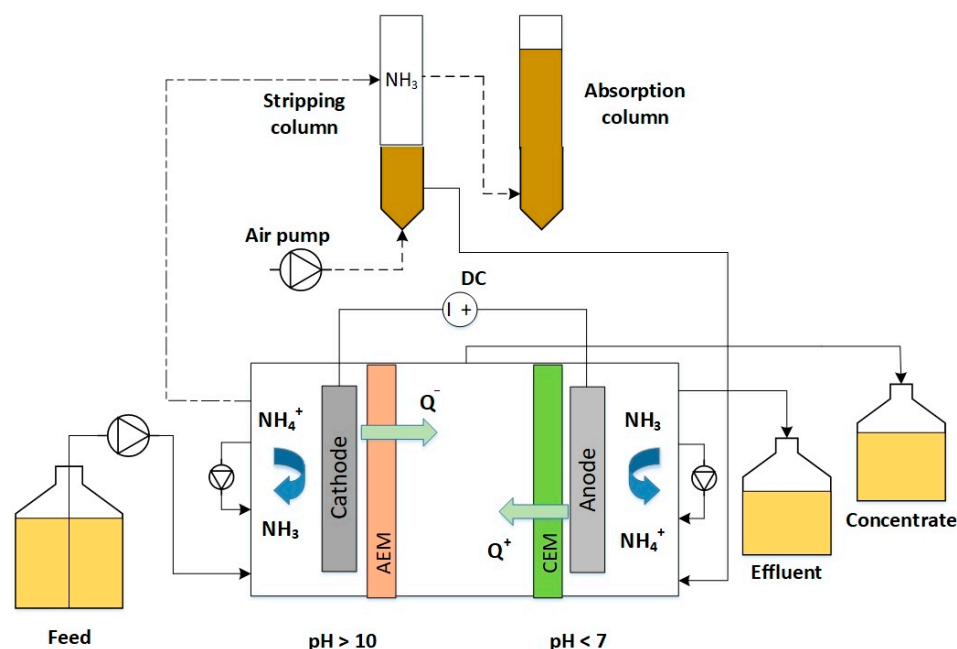 NH₃
Stripping
column
Absorption
column
Air pump
DC
I +
NH₄⁺
NH₃
Cathode
AEM
Q⁻
Q⁺
CEM
Anode
NH₃
NH₄⁺
Feed
pH > 10
pH < 7
Effluent
Concentrate